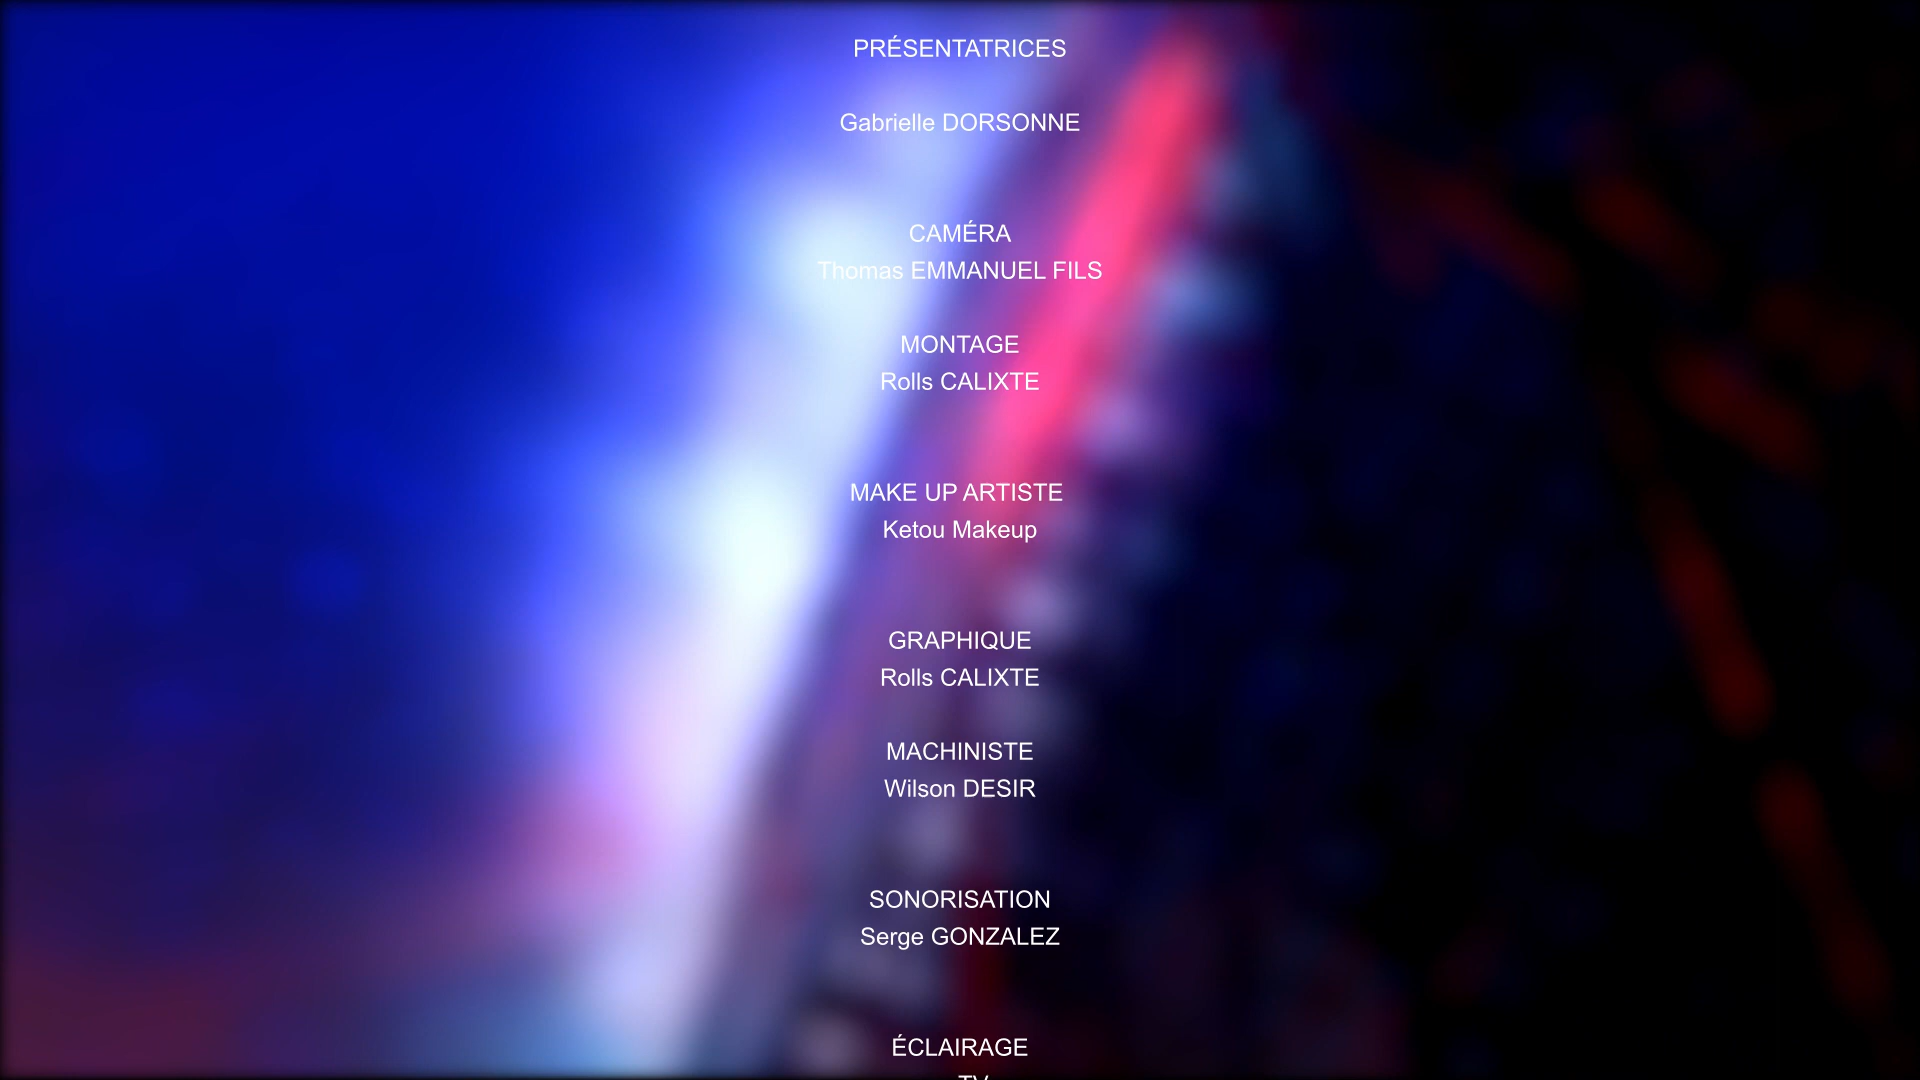 PRÉSENTATRICES
Gabrielle DORSONNE
CAMÉRA
Thomas EMMANUEL FILS
MONTAGE
Rolls CALIXTE
MAKE UP ARTISTE
Ketou Makeup
GRAPHIQUE
Rolls CALIXTE
MACHINISTE
Wilson DESIR
SONORISATION
Serge GONZALEZ
ÉCLAIRAGE